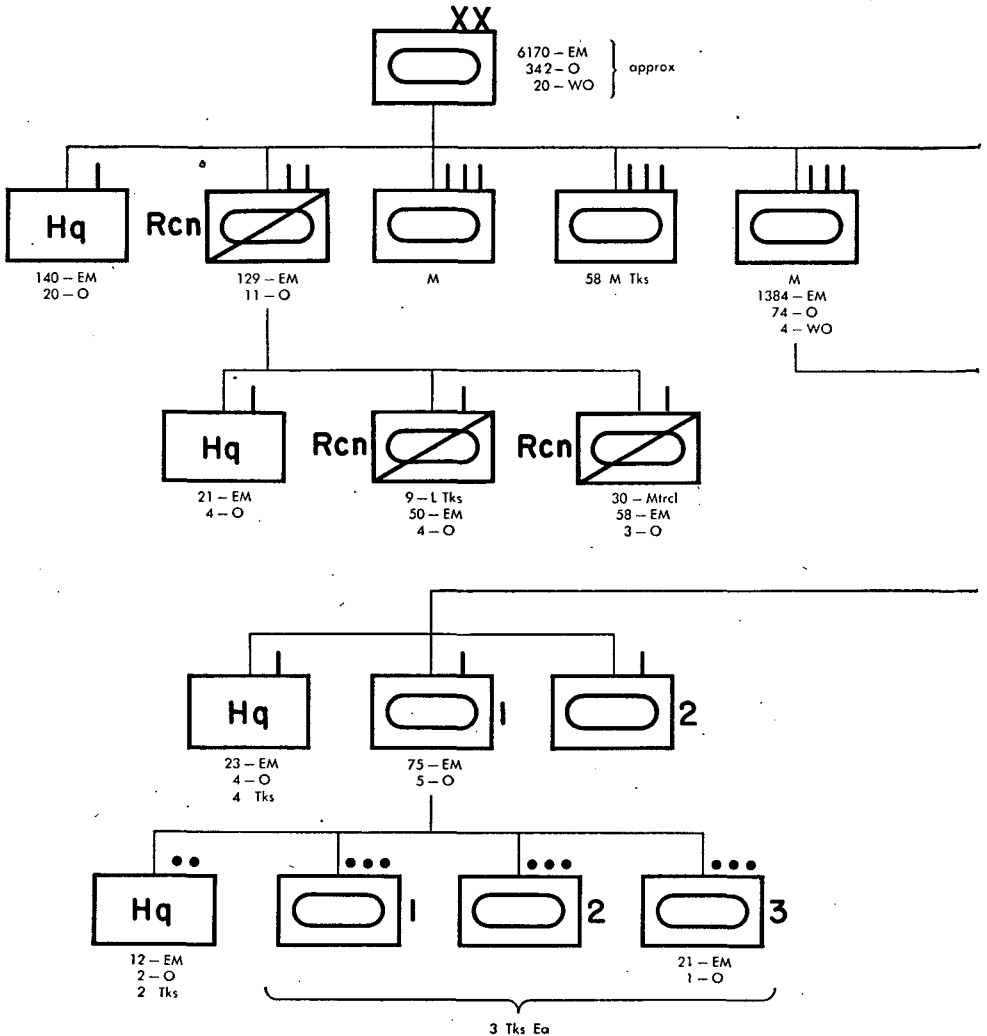 XX
6170 – EM
342 – O
20 – WO
approx
Hq
140 – EM
20 – O
Rcn
129 – EM
11 – O
M
58 M Tks
M
1384 – EM
74 – O
4 – WO
Hq
21 – EM
4 – O
Rcn
9 – L Tks
50 – EM
4 – O
Rcn
30 – Mtrcl
58 – EM
3 – O
Hq
23 – EM
4 – O
4 Tks
1
75 – EM
5 – O
2
Hq
12 – EM
2 – O
2 Tks
1
2
3
21 – EM
1 – O
3 Tks Ea